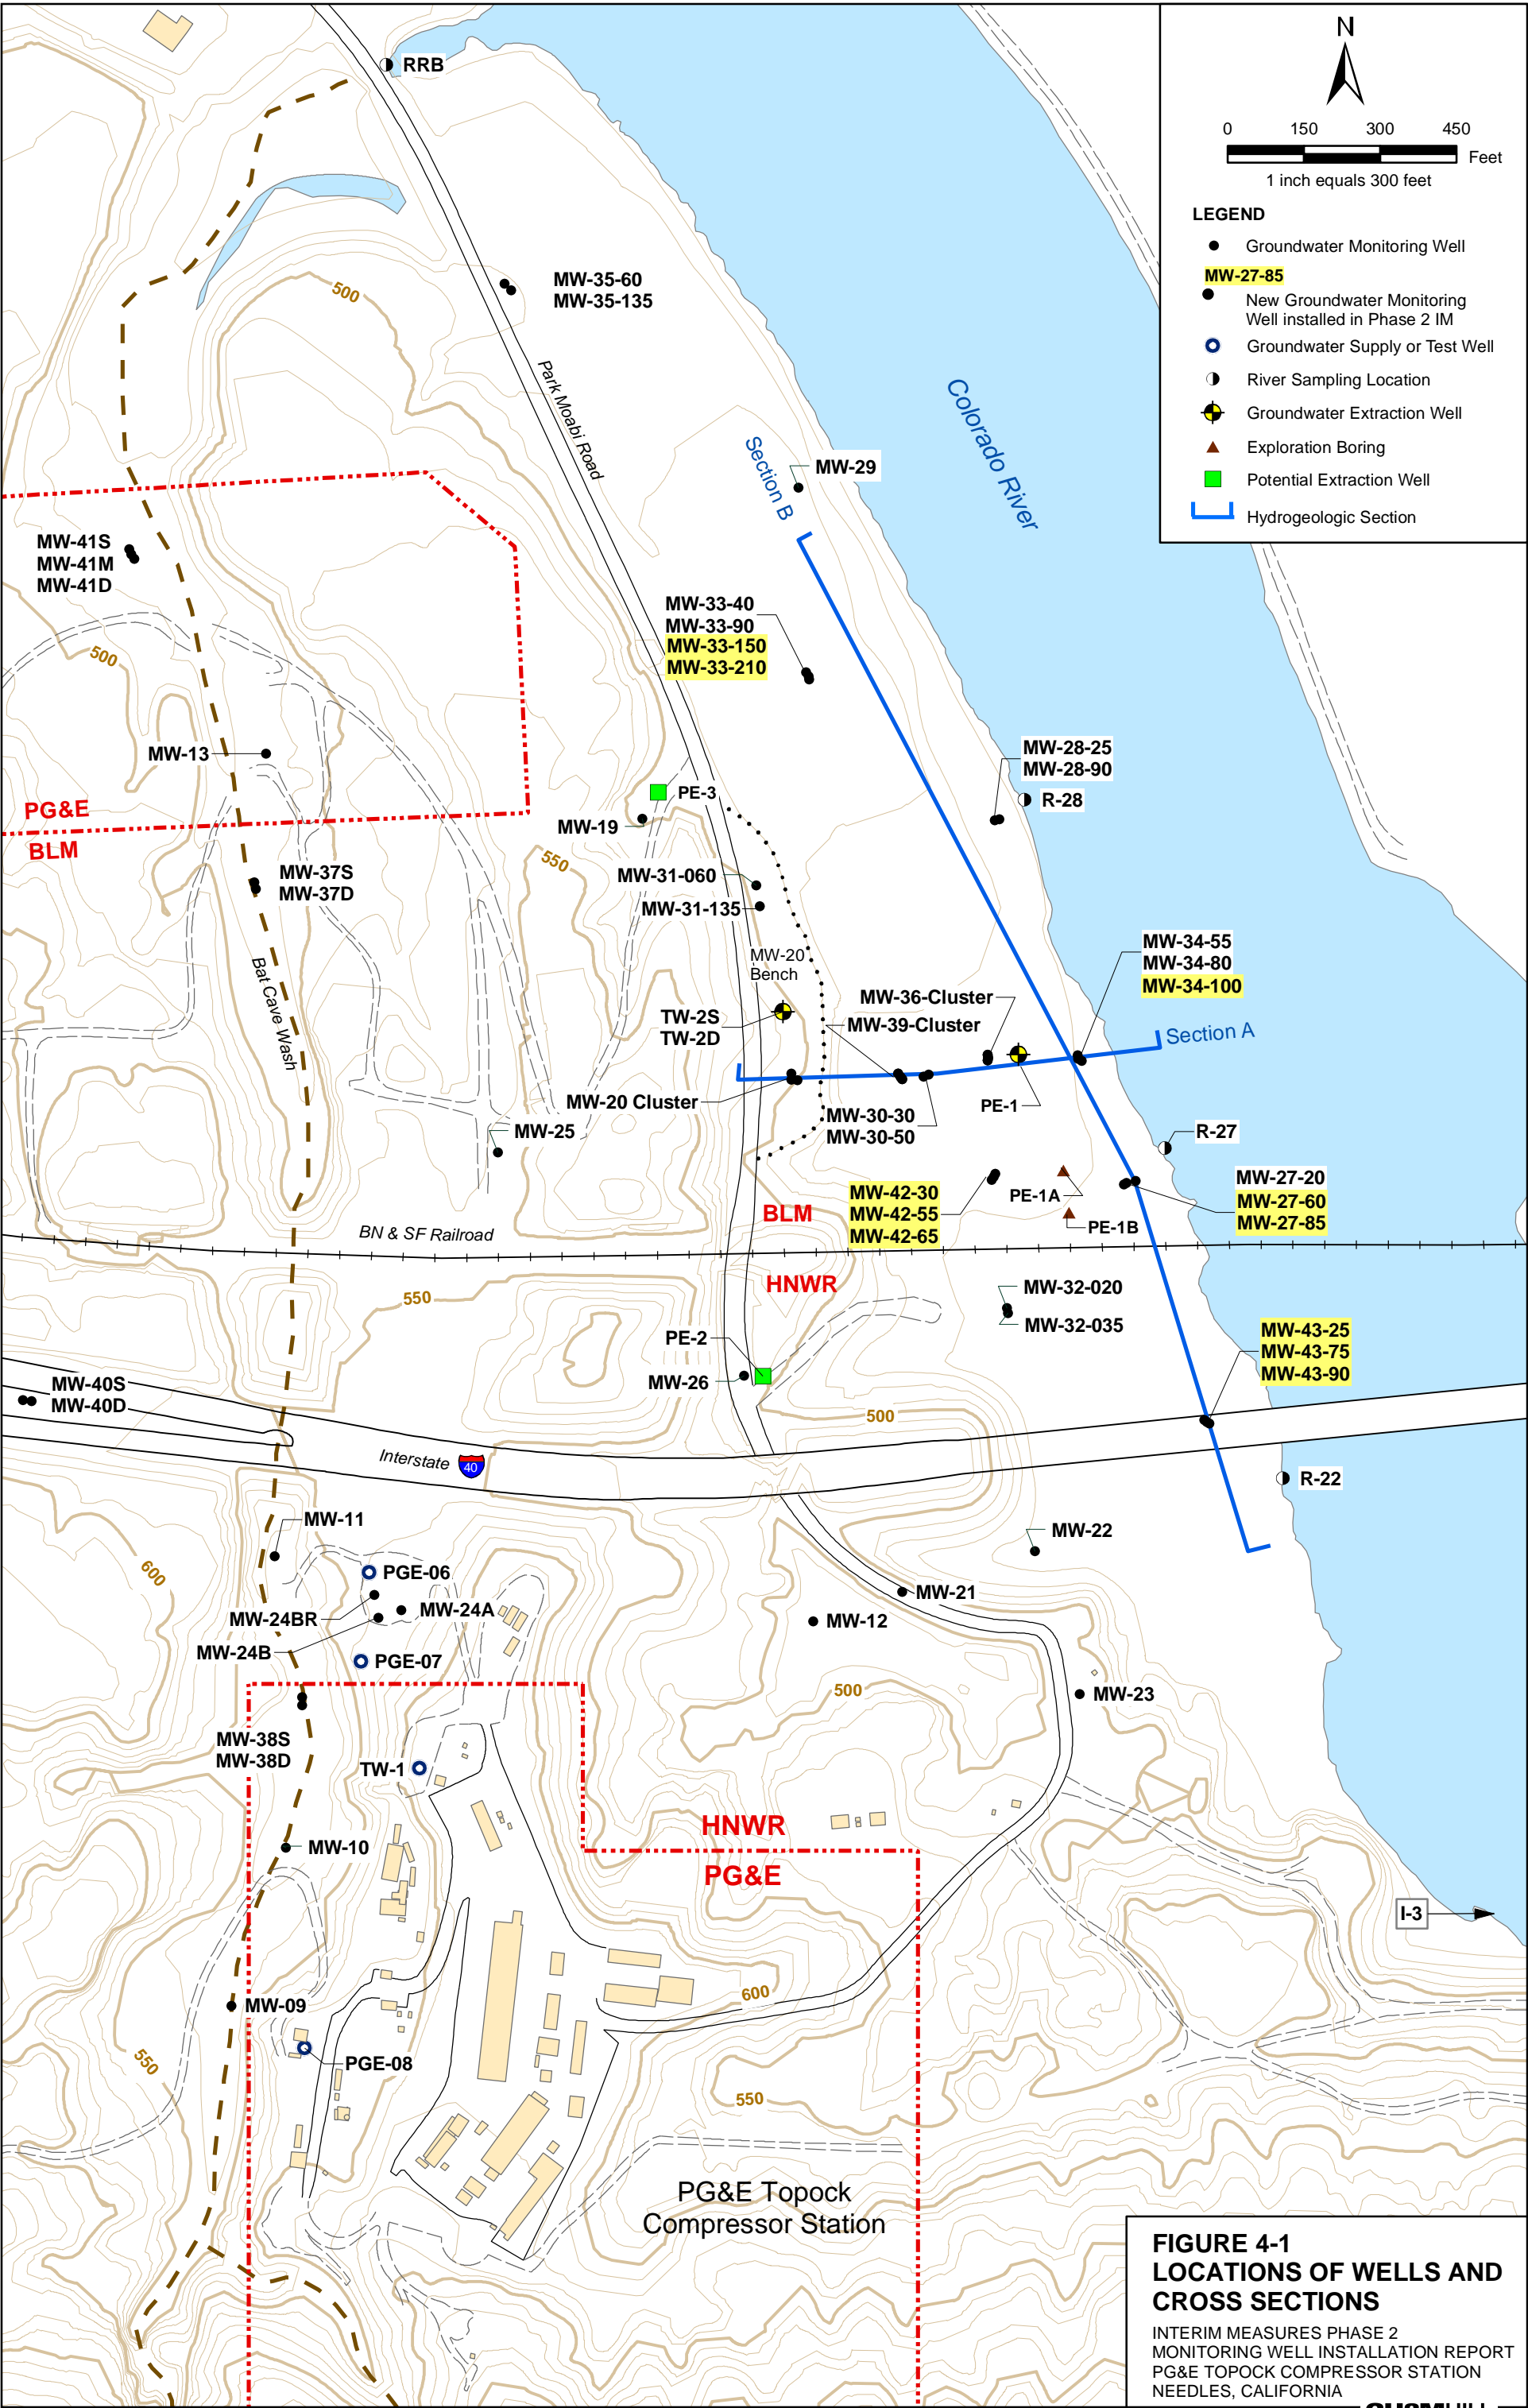 RRB
N
0 150 300 450
Feet
1 inch equals 300 feet
LEGEND
Groundwater Monitoring Well
MW-27-85
New Groundwater Monitoring
Well installed in Phase 2 IM
Groundwater Supply or Test Well
River Sampling Location
Groundwater Extraction Well
Exploration Boring
Potential Extraction Well
Hydrogeologic Section
500
MW-35-60
MW-35-135
Park Moabi Road
Colorado River
Section B
MW-29
MW-41S
MW-41M
MW-41D
500
MW-33-40
MW-33-90
MW-33-150
MW-33-210
MW-13
PG&E
BLM
MW-28-25
MW-28-90
R-28
PE-3
MW-19
550
MW-37S
MW-37D
MW-31-060
MW-31-135
MW-20
Bench
MW-34-55
MW-34-80
MW-34-100
Bat Cave Wash
TW-2S
TW-2D
MW-36-Cluster
MW-39-Cluster
Section A
MW-20 Cluster
MW-30-30
MW-30-50
PE-1
MW-25
R-27
MW-42-30
MW-42-55
MW-42-65
PE-1A
PE-1B
MW-27-20
MW-27-60
MW-27-85
BLM
BN & SF Railroad
HNWR
550
MW-32-020
MW-32-035
PE-2
MW-26
MW-43-25
MW-43-75
MW-43-90
MW-40S
MW-40D
500
Interstate 40
R-22
MW-11
MW-22
600
PGE-06
MW-24BR
MW-24A
MW-21
MW-12
MW-24B
PGE-07
500
MW-23
MW-38S
MW-38D
TW-1
HNWR
PG&E
MW-10
I-3
600
MW-09
550
PGE-08
550
PG&E Topock
Compressor Station
FIGURE 4-1
LOCATIONS OF WELLS AND
CROSS SECTIONS
INTERIM MEASURES PHASE 2
MONITORING WELL INSTALLATION REPORT
PG&E TOPOCK COMPRESSOR STATION
NEEDLES, CALIFORNIA